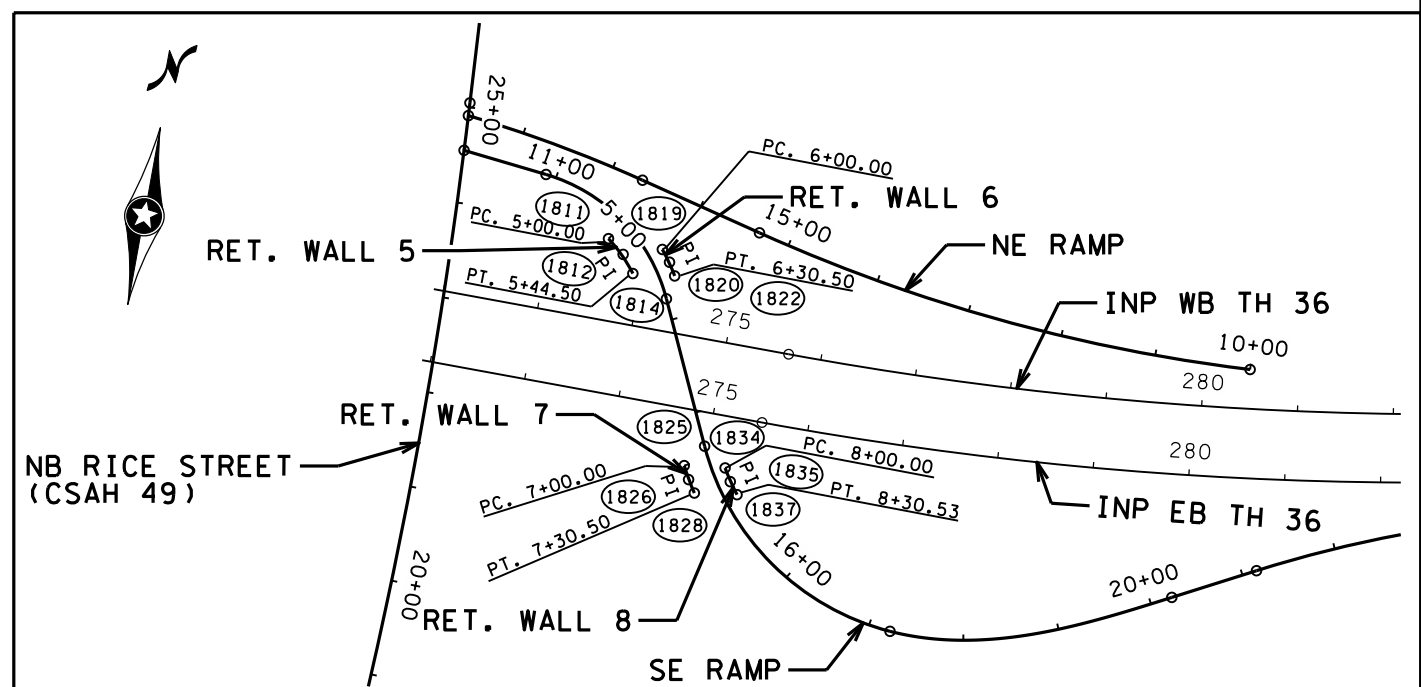 N
25+00
11+00
PC. 6+00.00
RET. WALL 6
1811
5+00
1819
15+00
PC. 5+00.00
NE RAMP
RET. WALL 5
PI
PI
PT. 6+30.50
1812
1820
1822
PT. 5+44.50
1814
INP WB TH 36
275
10+00
280
275
RET. WALL 7
1825
1834
PC. 8+00.00
280
NB RICE STREET
(CSAH 49)
PC. 7+00.00
PI
PI
1835
PT. 8+30.53
1826
1837
INP EB TH 36
1828
PT. 7+30.50
16+00
20+00
20+00
RET. WALL 8
SE RAMP